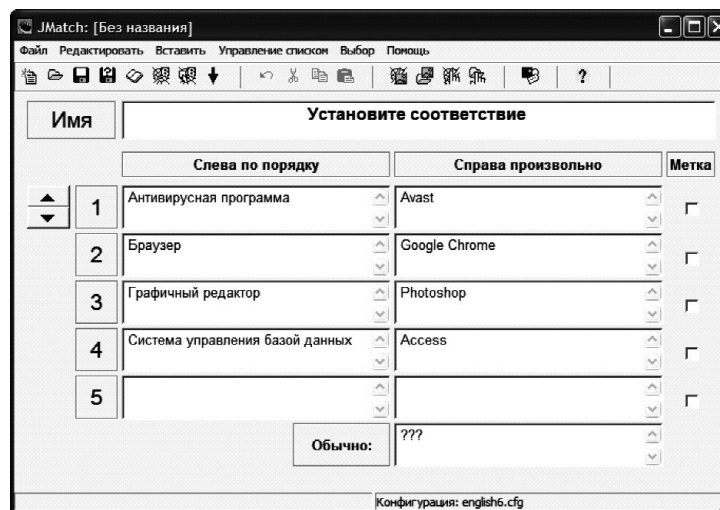 JMatch: [Без названия]
Файл Редактировать Вставить Управление списком Выбор Помощь
?
Имя Установите соответствие
Слева по порядку Справа произвольно Метка
1 Антивирусная программа Avast
2 Браузер Google Chrome
3 Графичный редактор Photoshop
4 Система управления базой данных Access
5
Обычно: ???
Конфигурация: english6.cfg